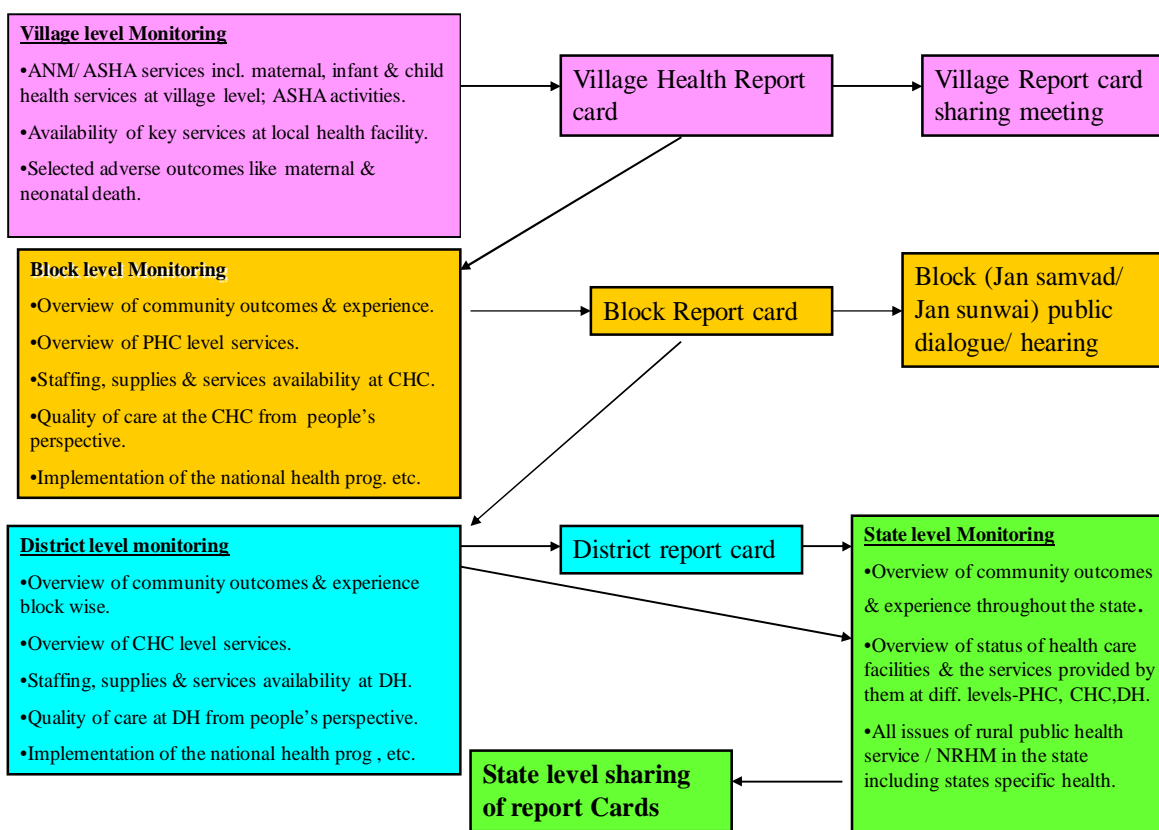 Village level Monitoring
•ANM/ ASHA services incl. maternal, infant & child
health services at village level; ASHA activities.
•Availability of key services at local health facility.
•Selected adverse outcomes like maternal &
neonatal death.
Village Health Report
card
Village Report card
sharing meeting
Block level Monitoring
•Overview of community outcomes & experience.
•Overview of PHC level services.
•Staffing, supplies & services availability at CHC.
•Quality of care at the CHC from people’s
perspective.
•Implementation of the national health prog. etc.
Block Report card
Block (Jan samvad/
Jan sunwai) public
dialogue/ hearing
District level monitoring
•Overview of community outcomes & experience
block wise.
•Overview of CHC level services.
•Staffing, supplies & services availability at DH.
•Quality of care at DH from people’s perspective.
•Implementation of the national health prog , etc.
District report card
State level Monitoring
•Overview of community outcomes
& experience throughout the state.
•Overview of status of health care
facilities & the services provided by
them at diff. levels-PHC, CHC,DH.
•All issues of rural public health
service / NRHM in the state
including states specific health.
State level sharing
of report Cards